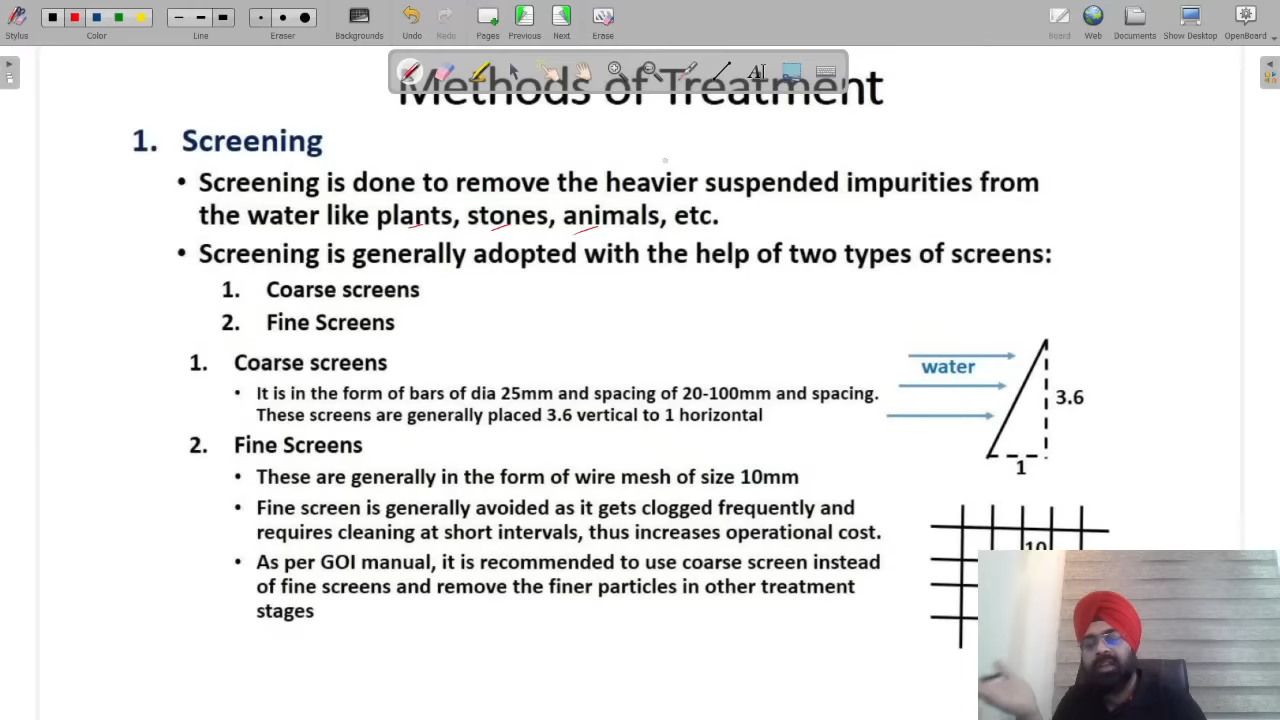 Stylus
Color
Line
Eraser
Backgrounds
Undo
Redo
Pages
Previous
Next
Erase
Board
Web
Documents
Show Desktop
OpenBoard
Methods of Treatment
1. Screening
• Screening is done to remove the heavier suspended impurities from
the water like plants, stones, animals, etc.
• Screening is generally adopted with the help of two types of screens:
1. Coarse screens
2. Fine Screens
1. Coarse screens
• It is in the form of bars of dia 25mm and spacing of 20-100mm and spacing.
These screens are generally placed 3.6 vertical to 1 horizontal
water
3.6
1
2. Fine Screens
• These are generally in the form of wire mesh of size 10mm
• Fine screen is generally avoided as it gets clogged frequently and
requires cleaning at short intervals, thus increases operational cost.
• As per GOI manual, it is recommended to use coarse screen instead
of fine screens and remove the finer particles in other treatment
stages
10